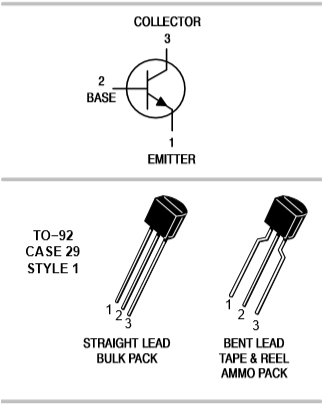 COLLECTOR
3
2
BASE
1
EMITTER
TO–92
CASE 29
STYLE 1
1
2
3
STRAIGHT LEAD
BULK PACK
1
2
3
BENT LEAD
TAPE & REEL
AMMO PACK